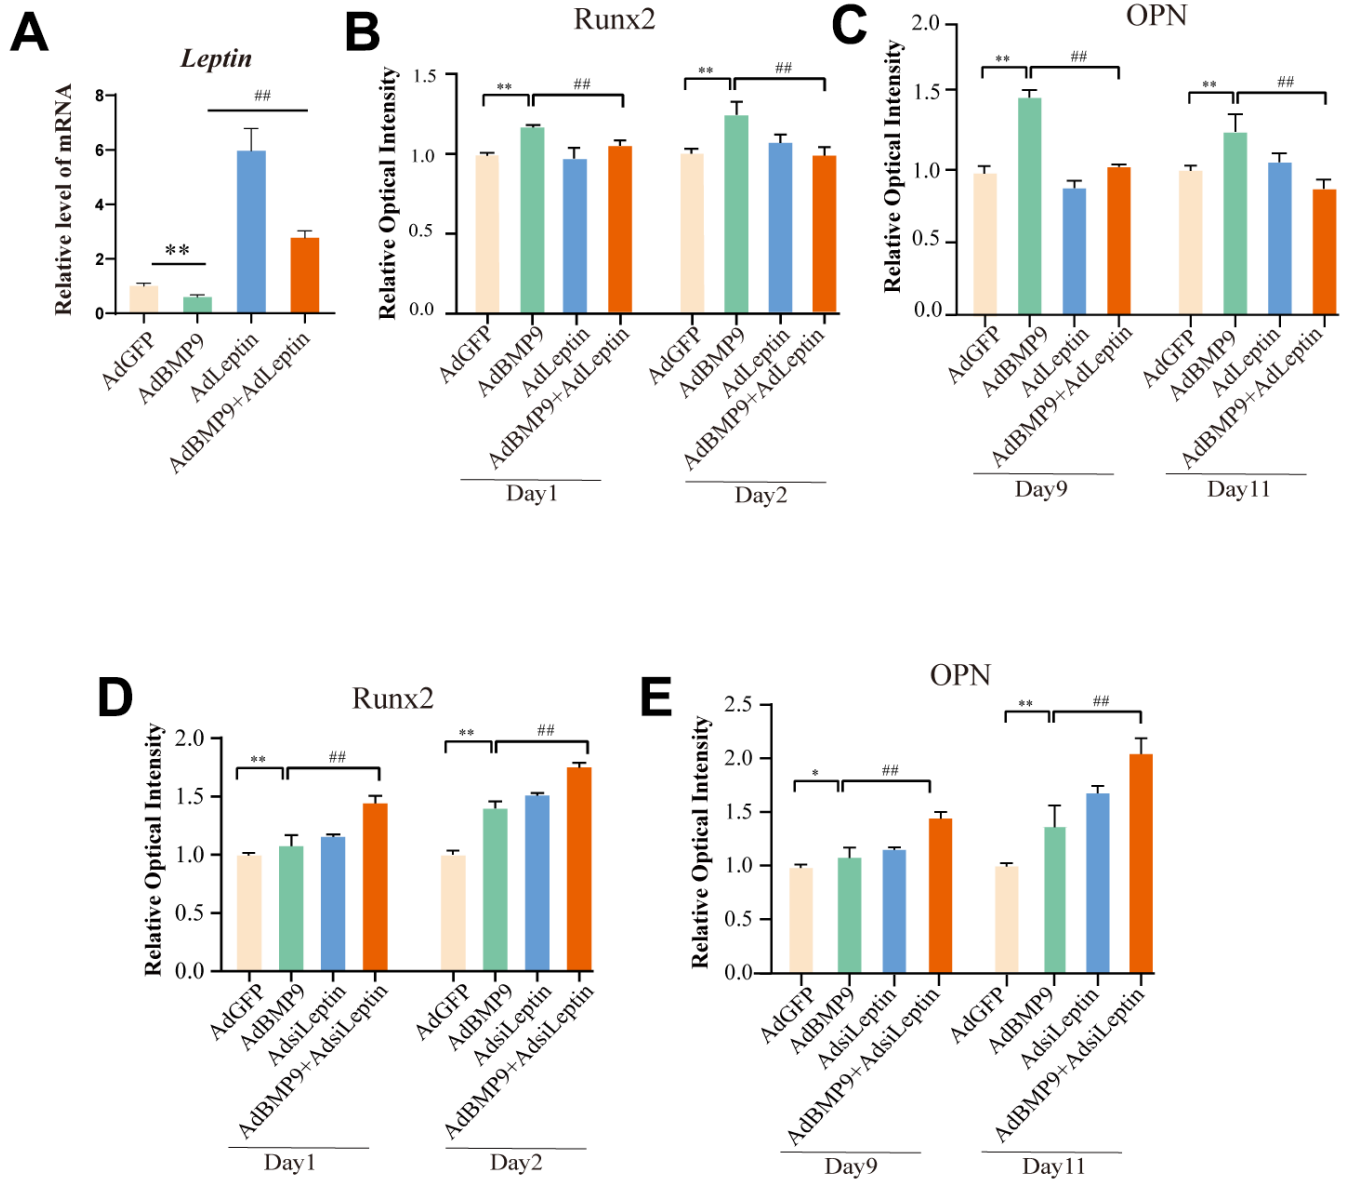 A
Leptin
Relative level of mRNA
8
6
4
2
0
**
##
AdGFP
AdBMP9
AdLeptin
AdBMP9+AdLeptin
B
Runx2
Relative Optical Intensity
1.5
1.0
0.5
0.0
**
##
**
##
AdGFP
AdBMP9
AdLeptin
AdBMP9+AdLeptin
AdGFP
AdBMP9
AdLeptin
AdBMP9+AdLeptin
Day1
Day2
C
OPN
Relative Optical Intensity
2.0
1.5
1.0
0.5
0.0
**
##
**
##
AdGFP
AdBMP9
AdLeptin
AdBMP9+AdLeptin
AdGFP
AdBMP9
AdLeptin
AdBMP9+AdLeptin
Day9
Day11
D
Runx2
Relative Optical Intensity
2.0
1.5
1.0
0.5
0.0
**
##
**
##
AdGFP
AdBMP9
AdsiLeptin
AdBMP9+AdsiLeptin
AdGFP
AdBMP9
AdsiLeptin
AdBMP9+AdsiLeptin
Day1
Day2
E
OPN
Relative Optical Intensity
2.5
2.0
1.5
1.0
0.5
0.0
*
##
**
##
AdGFP
AdBMP9
AdsiLeptin
AdBMP9+AdsiLeptin
AdGFP
AdBMP9
AdsiLeptin
AdBMP9+AdsiLeptin
Day9
Day11